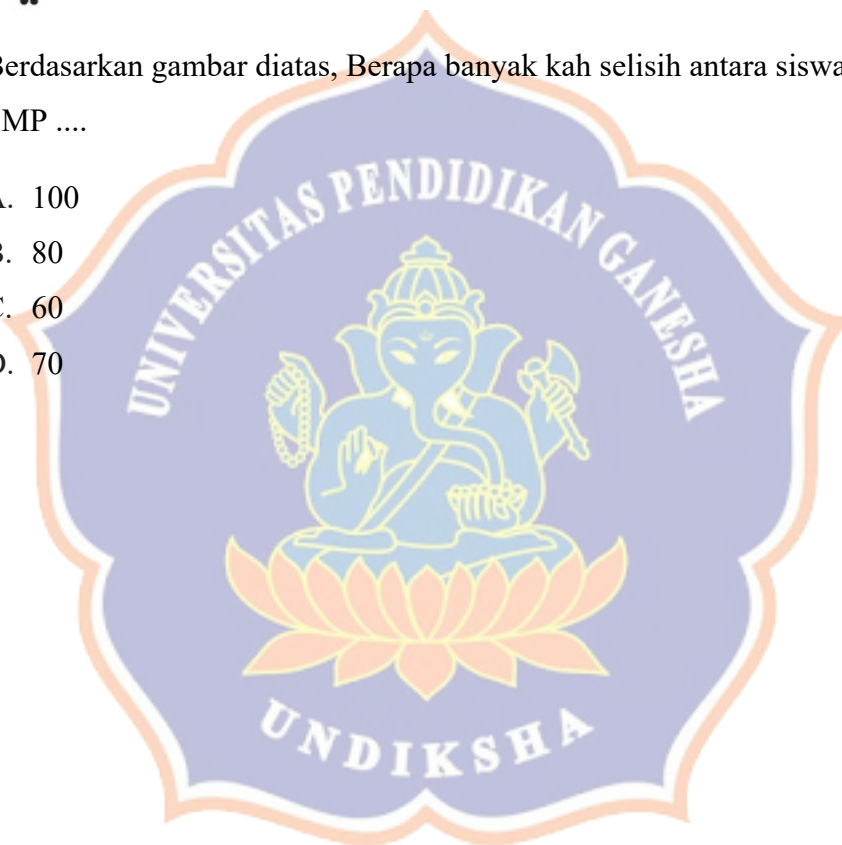 Berdasarkan gambar diatas, Berapa banyak kah selisih antara siswa
MP ....
A. 100
B. 80
C. 60
D. 70
UNIVERSITAS PENDIDIKAN GANESHA
UNDIKSHA